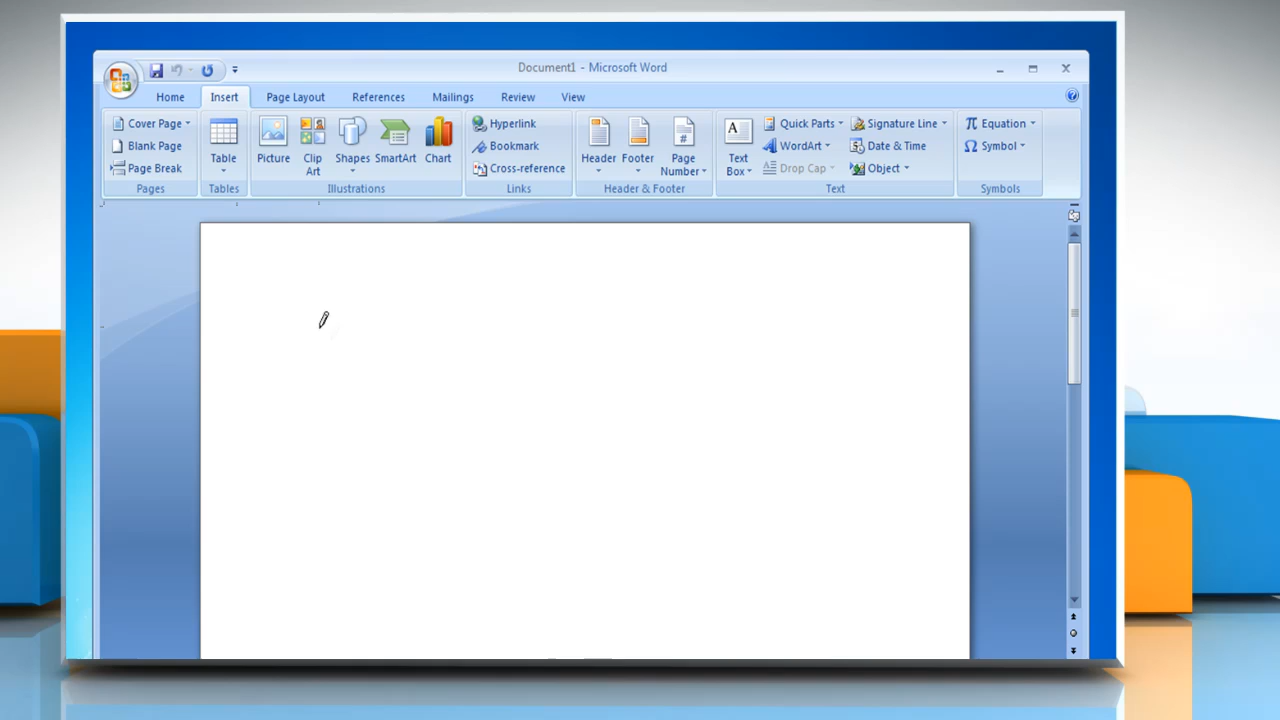 Document1 - Microsoft Word
Home Insert Page Layout References Mailings Review View
Cover Page
Blank Page
Page Break
Pages
Table
Tables
Picture
Clip
Art
Shapes
SmartArt
Chart
Illustrations
Hyperlink
Bookmark
Cross-reference
Links
Header
Footer
Page
Number
#
Header & Footer
A
Text
Box
Quick Parts
WordArt
Drop Cap
Signature Line
Date & Time
Object
Text
π Equation
Ω Symbol
Symbols